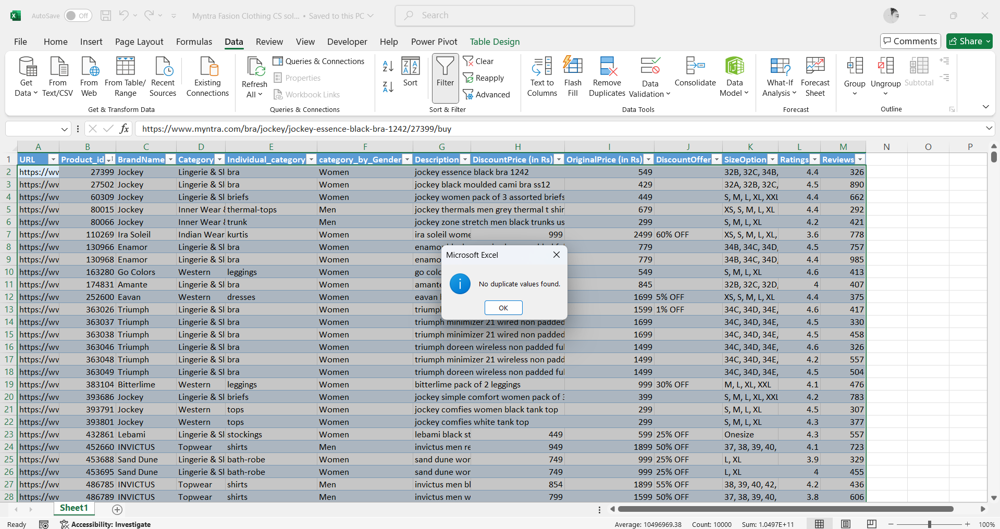 AutoSave Off Myntra Fasion Clothing CS sol... • Saved to this PC Search
File Home Insert Page Layout Formulas Data Review View Developer Help Power Pivot Table Design Comments Share
Get Data From Text/CSV From Web From Table/ Range Recent Sources Existing Connections
Get & Transform Data
Refresh All Queries & Connections Properties Workbook Links
Queries & Connections
Sort Filter Clear Reapply Advanced
Sort & Filter
Text to Columns Flash Fill Remove Duplicates Data Validation Consolidate Data Model
Data Tools
What-If Analysis Forecast Sheet
Forecast
Group Ungroup Subtotal
Outline
fx https://www.myntra.com/bra/jockey/jockey-essence-black-bra-1242/27399/buy
A B C D E F G H I J K L M N O P
1 URL Product_id BrandName Category Individual_category category_by_Gender Description DiscountPrice (in Rs) OriginalPrice (in Rs) DiscountOffer SizeOption Ratings Reviews
2 https://wv 27399 Jockey Lingerie & Sl bra Women jockey essence black bra 1242 549 32B, 32C, 34B, 4.4 326
3 https://wv 27502 Jockey Lingerie & Sl bra Women jockey black moulded cami bra ss12 429 32A, 32B, 32C, 4.5 890
4 https://wv 60309 Jockey Lingerie & Sl briefs Women jockey women pack of 3 assorted briefs 449 S, M, L, XL, XXL 4.4 662
5 https://wv 80015 Jockey Inner Wear & thermal-tops Men jockey thermals men grey thermal t shir 679 XS, S, M, L, XL 4.4 292
6 https://wv 80066 Jockey Inner Wear & trunk Men jockey zone stretch men black trunks us 299 S, M, L, XL 4.2 421
7 https://wv 110269 Ira Soleil Indian Wear kurtis Women ira soleil wome 999 2499 60% OFF XS, S, M, L, XL, 3.6 778
8 https://wv 130966 Enamor Lingerie & Sl bra Women enamo 779 34B, 34C, 34D, 4.5 757
9 https://wv 130968 Enamor Lingerie & Sl bra Women enamo 779 34B, 34C, 34D, 4.4 985
10 https://wv 163280 Go Colors Western leggings Women go colo 549 S, M, L, XL 4.6 413
11 https://wv 174831 Amante Lingerie & Sl bra Women amante 845 32B, 32C, 32D, 4 407
12 https://wv 252600 Eavan Western dresses Women eavan 1699 5% OFF XS, S, M, L, XL 4.4 375
13 https://wv 363026 Triumph Lingerie & Sl bra Women triump 1599 1% OFF 34C, 34D, 34E, 4.6 417
14 https://wv 363037 Triumph Lingerie & Sl bra Women triumph minimizer 21 wired non padded 1699 34C, 34D, 34E, 4.5 330
15 https://wv 363038 Triumph Lingerie & Sl bra Women triumph minimizer 21 wired non padded 1699 34C, 34D, 34E, 4.5 458
16 https://wv 363046 Triumph Lingerie & Sl bra Women triumph doreen wireless non padded ful 1499 34C, 34D, 34E, 4.6 326
17 https://wv 363048 Triumph Lingerie & Sl bra Women triumph minimizer 21 wireless non padd 1499 34C, 34D, 34E, 4.2 557
18 https://wv 363049 Triumph Lingerie & Sl bra Women triumph doreen wireless non padded ful 1499 34C, 34D, 34E, 4.5 504
19 https://wv 383104 Bitterlime Western leggings Women bitterlime pack of 2 leggings 999 30% OFF M, L, XL, XXL 4.1 476
20 https://wv 393686 Jockey Lingerie & Sl briefs Women jockey simple comfort women pack of 3 399 S, M, L, XL, XXL 4.2 783
21 https://wv 393791 Jockey Western tops Women jockey comfies women black tank top 299 S, M, L, XL 4.5 307
22 https://wv 393801 Jockey Western tops Women jockey comfies white tank top 299 S, M, L, XL 4.3 377
23 https://wv 432861 Lebami Lingerie & Sl stockings Women lebami black st 449 599 25% OFF Onesize 4.3 557
24 https://wv 452660 INVICTUS Topwear shirts Men invictus men re 949 1899 50% OFF 37, 38, 39, 40, 4.1 723
25 https://wv 453688 Sand Dune Lingerie & Sl bath-robe Women sand dune wor 749 999 25% OFF L, XL 3.9 329
26 https://wv 453695 Sand Dune Lingerie & Sl bath-robe Women sand dune wor 749 999 25% OFF L, XL 4 455
27 https://wv 486785 INVICTUS Topwear shirts Men invictus men bl 854 1899 55% OFF 38, 39, 40, 42, 4.2 436
28 https://wv 486789 INVICTUS Topwear shirts Men invictus men w 799 1599 50% OFF 37, 38, 39, 40, 3.8 606
Microsoft Excel
No duplicate values found.
OK
Sheet1
Ready Accessibility: Investigate Average: 10496969.38 Count: 10000 Sum: 1.0497E+11 100%